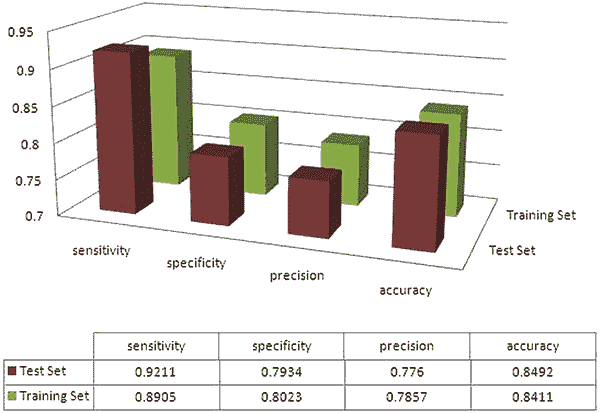 0.95
0.9
0.85
0.8
0.75
0.7
sensitivity
specificity
precision
accuracy
Training Set
Test Set
sensitivity specificity precision accuracy
Test Set 0.9211 0.7934 0.776 0.8492
Training Set 0.8905 0.8023 0.7857 0.8411